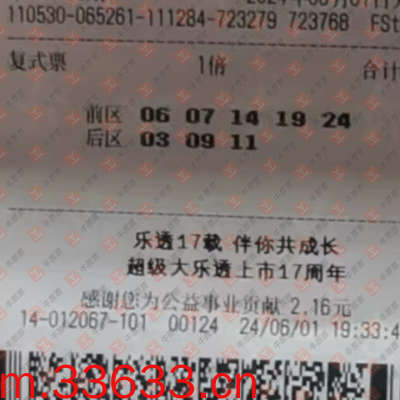 110530-065261-111284-723279 723768 FSt
复式票 1倍 合计
前区 06 07 14 19 24
后区 03 09 11
乐透17载 伴你共成长
超级大乐透上市17周年
感谢您为公益事业贡献 2.16元
14-012067-101 00124 24/06/01 19:33:4
m.33633.cn